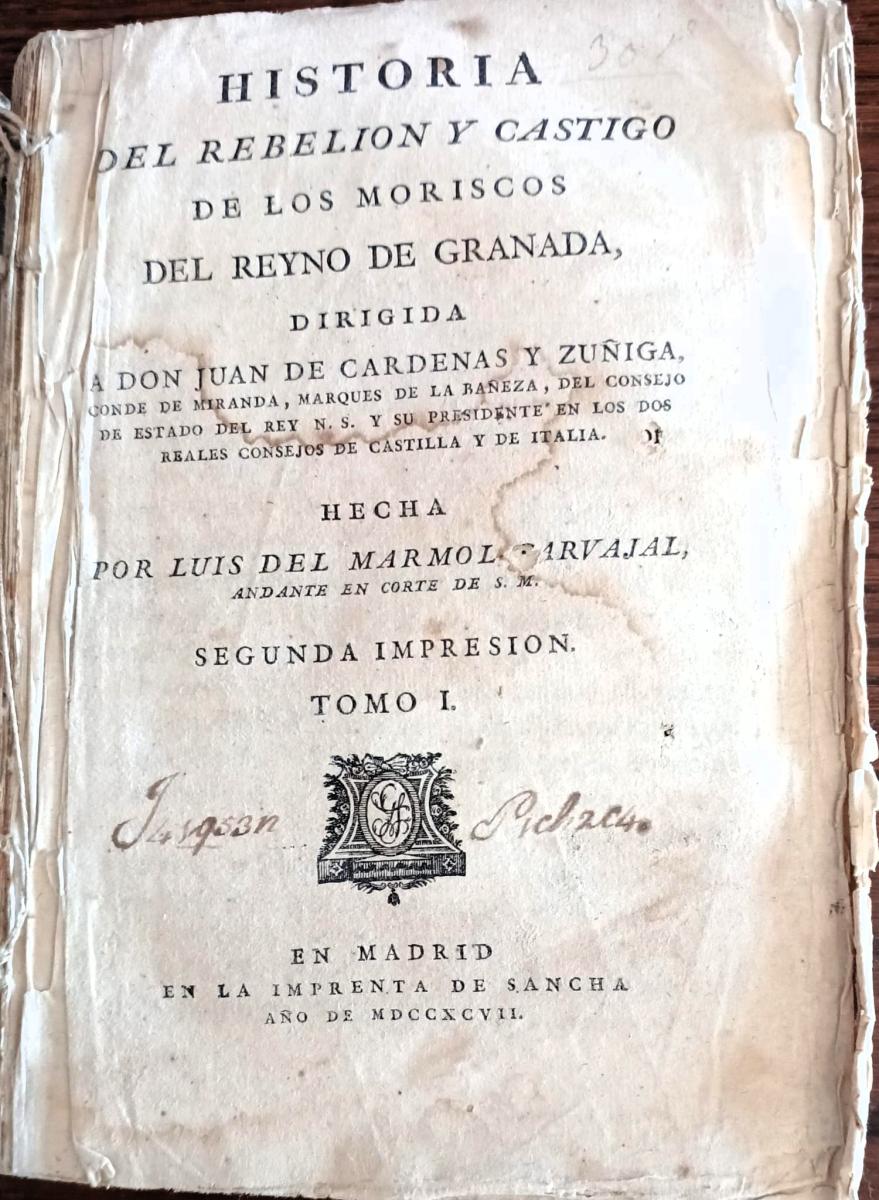 HISTORIA
DEL REBELION Y CASTIGO
DE LOS MORISCOS
DEL REYNO DE GRANADA,
DIRIGIDA
A DON JUAN DE CARDENAS Y ZUÑIGA,
CONDE DE MIRANDA, MARQUES DE LA BAÑEZA, DEL CONSEJO
DE ESTADO DEL REY N. S. Y SU PRESIDENTE EN LOS DOS
REALES CONSEJOS DE CASTILLA Y DE ITALIA.
HECHA
POR LUIS DEL MARMOL CARVAJAL,
ANDANTE EN CORTE DE S. M.
SEGUNDA IMPRESION.
TOMO I.
EN MADRID
EN LA IMPRENTA DE SANCHA
AÑO DE MDCCXCVII.